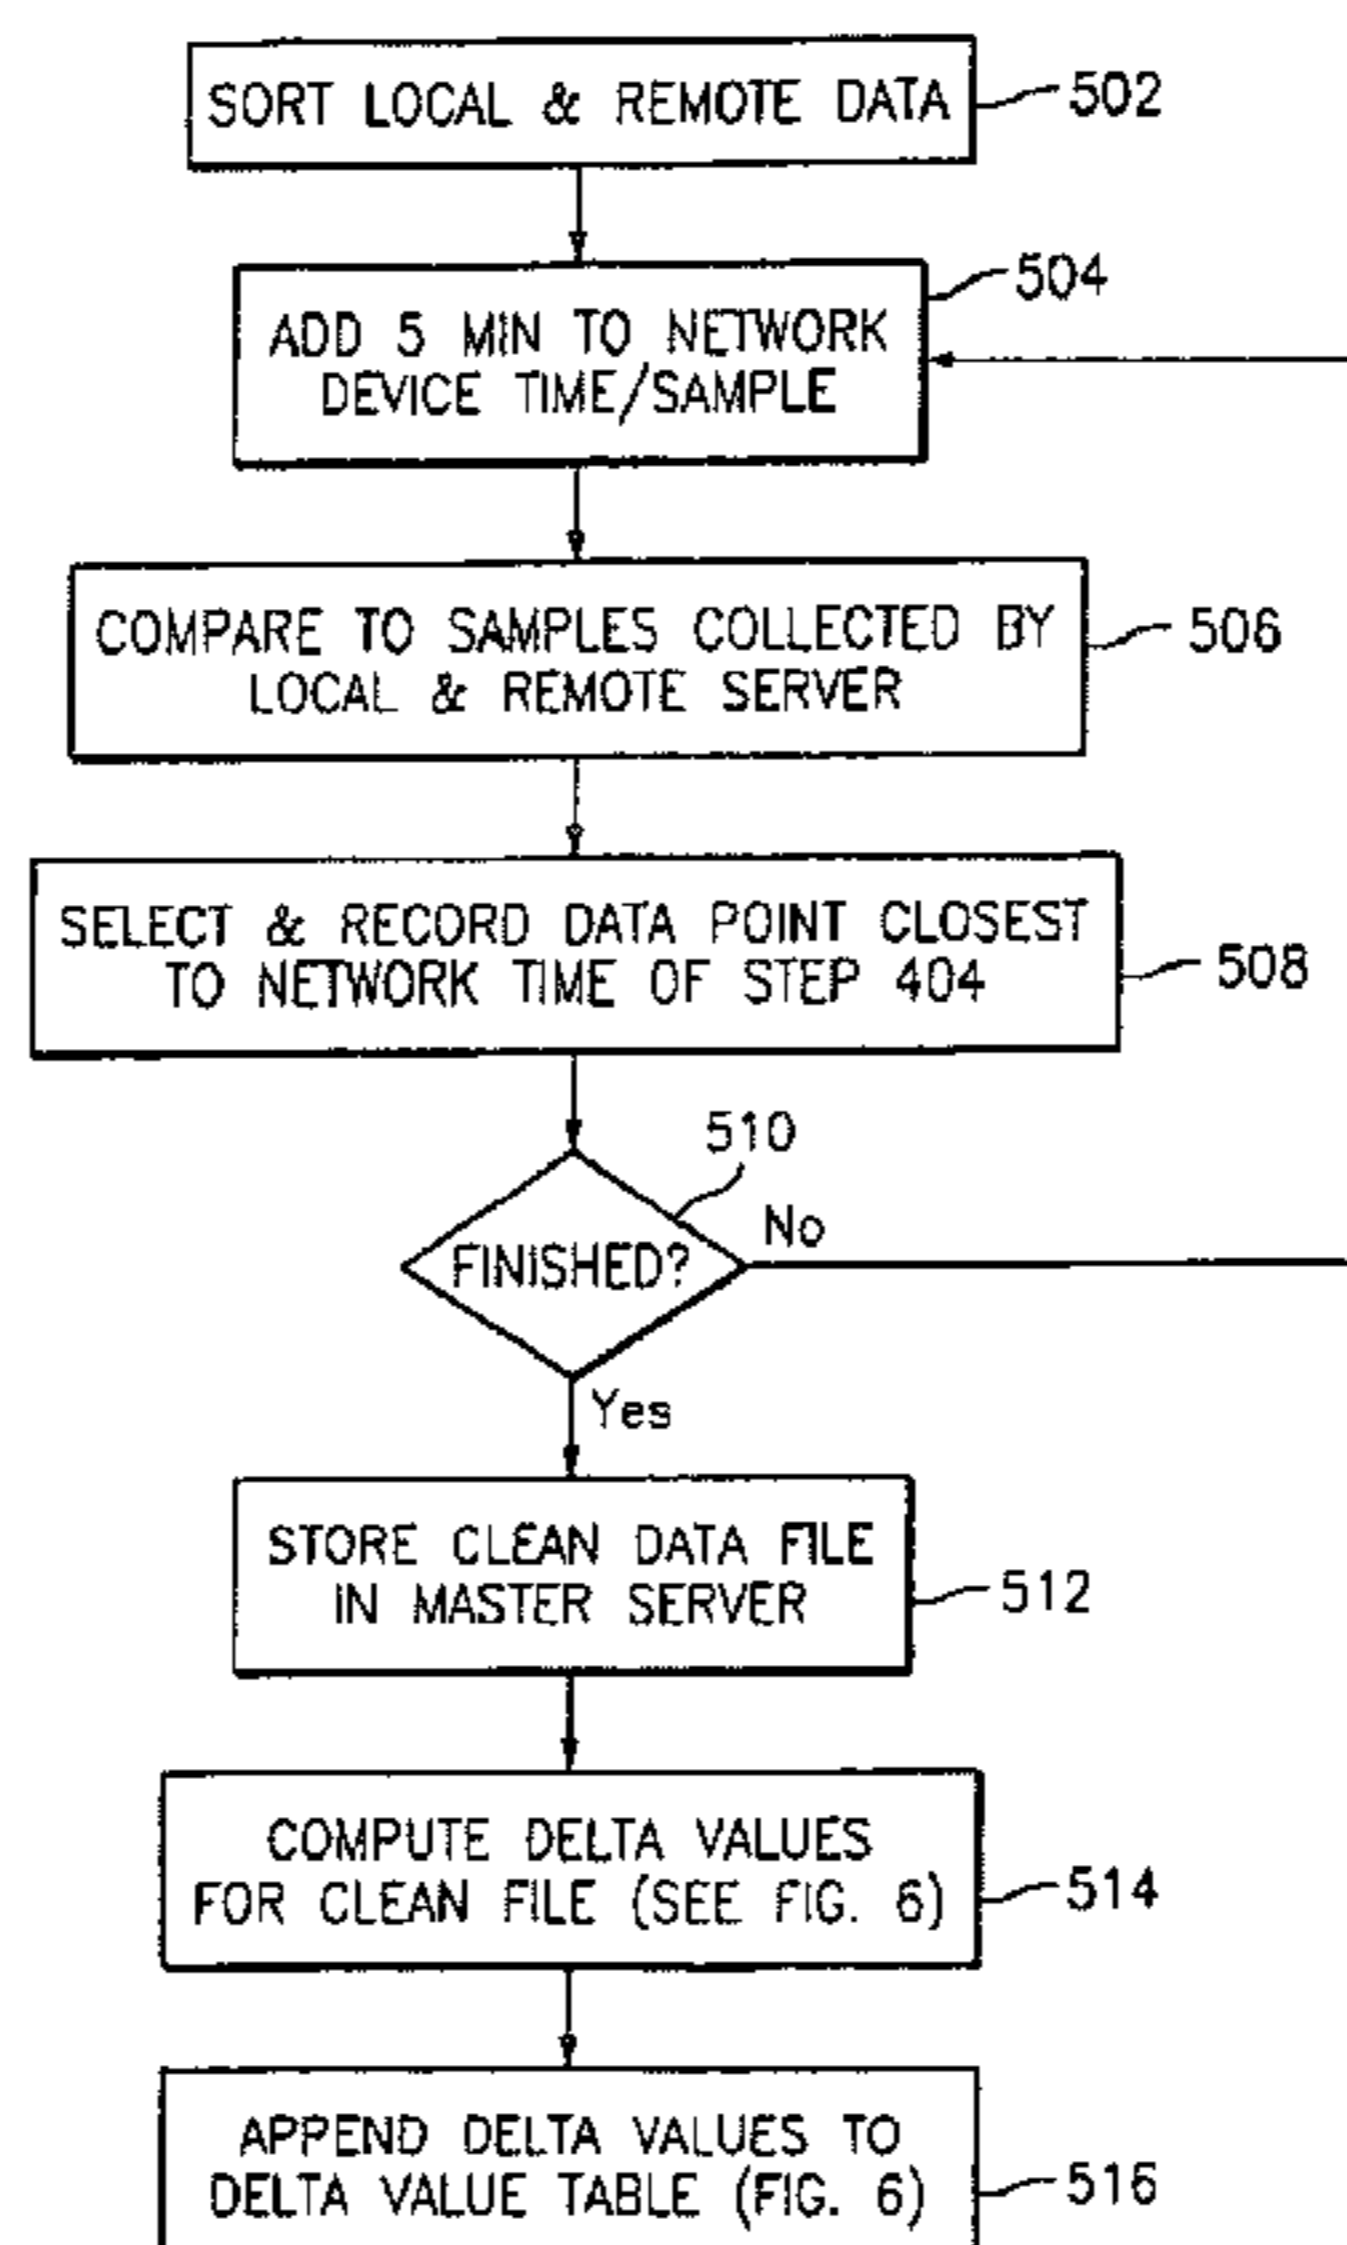 SORT LOCAL & REMOTE DATA
502
504
ADD 5 MIN TO NETWORK
DEVICE TIME/SAMPLE
COMPARE TO SAMPLES COLLECTED BY
LOCAL & REMOTE SERVER
506
SELECT & RECORD DATA POINT CLOSEST
TO NETWORK TIME OF STEP 404
508
510
No
FINISHED?
Yes
STORE CLEAN DATA FILE
IN MASTER SERVER
512
COMPUTE DELTA VALUES
FOR CLEAN FILE (SEE FIG. 6)
514
APPEND DELTA VALUES TO
DELTA VALUE TABLE (FIG. 6)
516